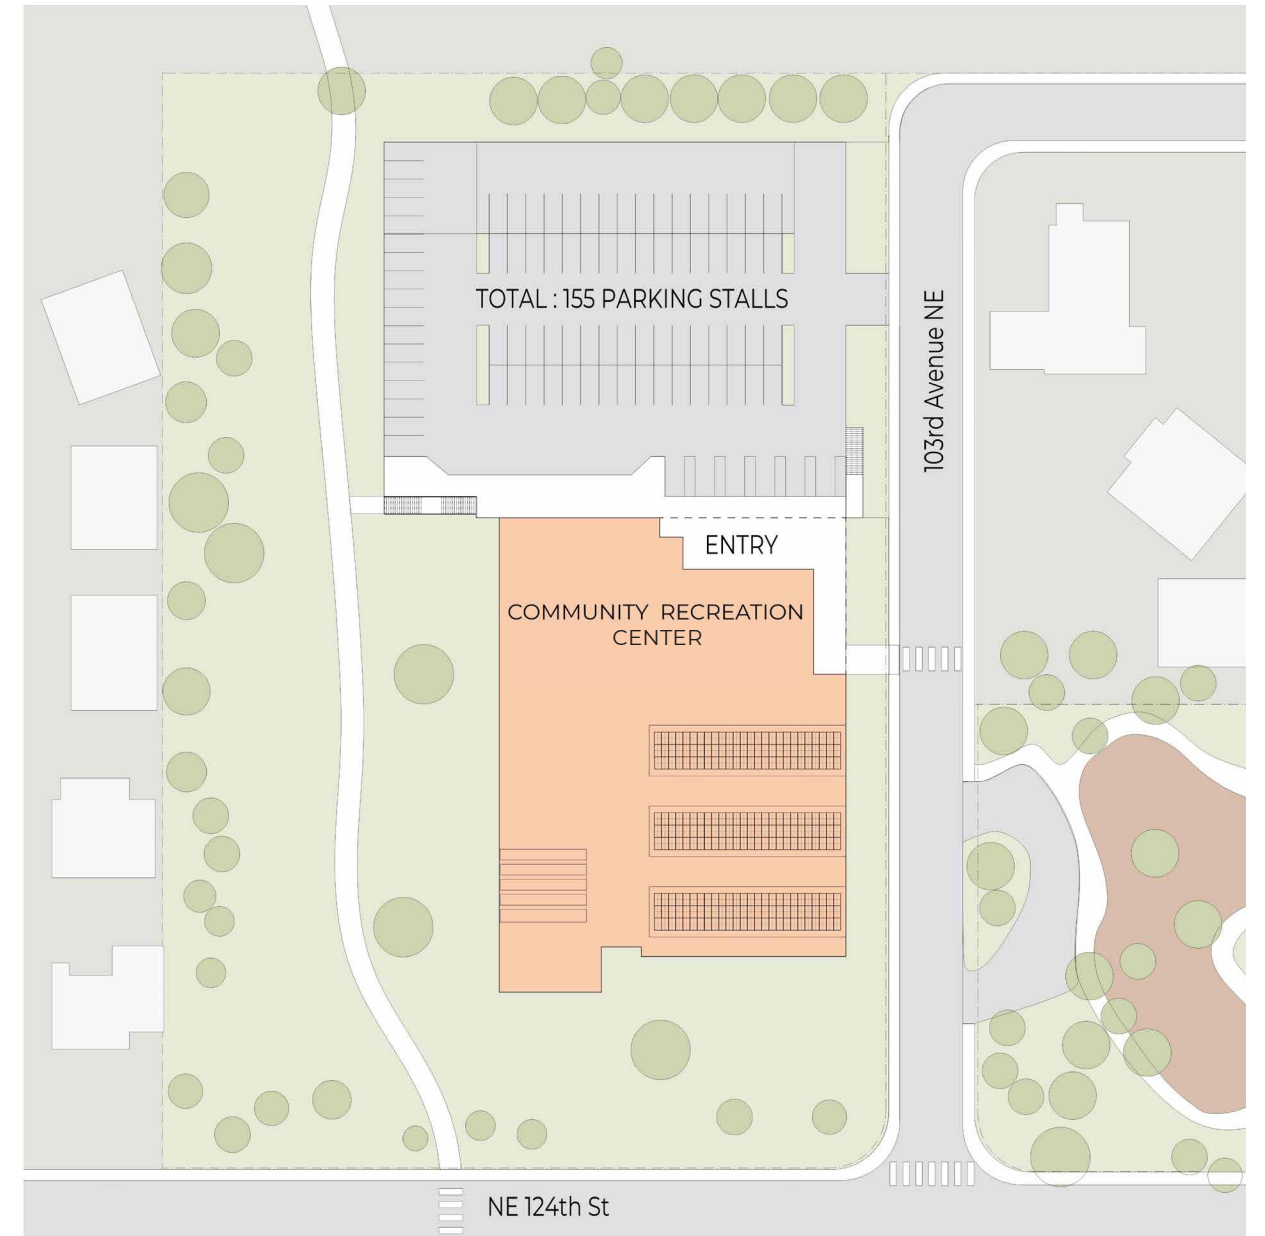 TOTAL : 155 PARKING STALLS
103rd Avenue NE
ENTRY
COMMUNITY RECREATION
CENTER
NE 124th St